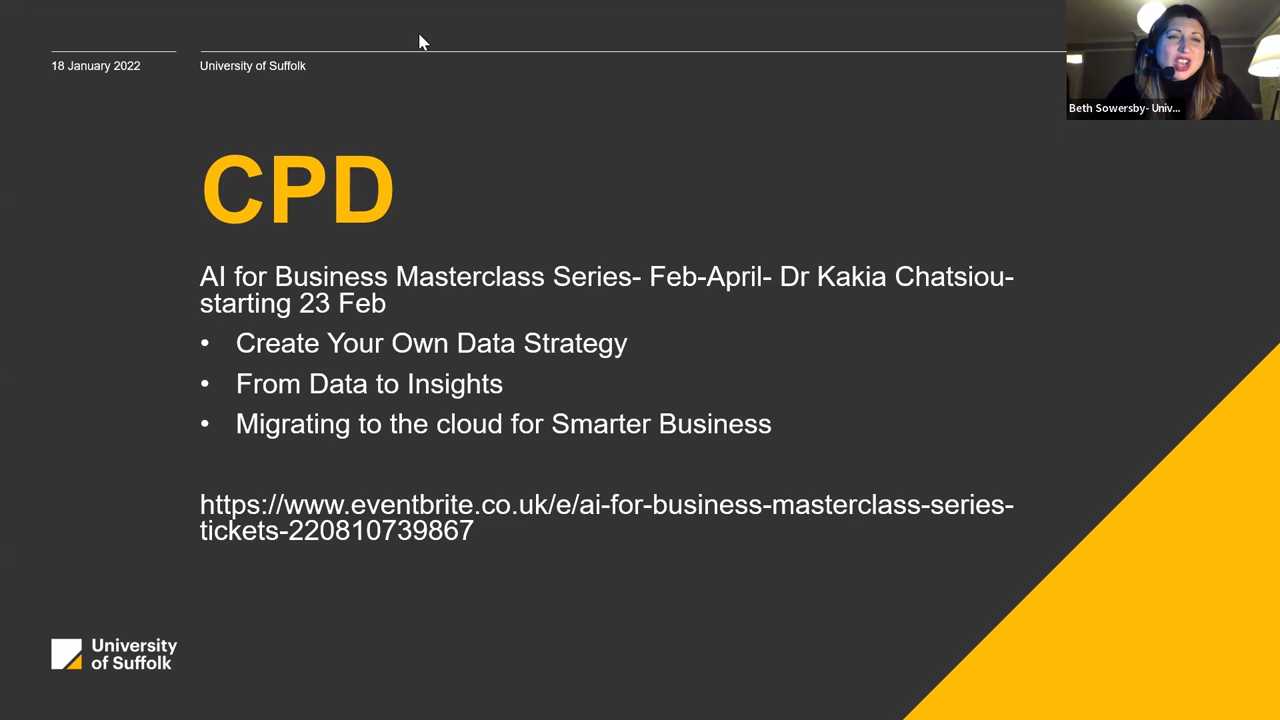 18 January 2022
University of Suffolk
Beth Sowersby- Univ...
CPD
AI for Business Masterclass Series- Feb-April- Dr Kakia Chatsiou-
starting 23 Feb
• Create Your Own Data Strategy
• From Data to Insights
• Migrating to the cloud for Smarter Business
https://www.eventbrite.co.uk/e/ai-for-business-masterclass-series-
tickets-220810739867
University
of Suffolk